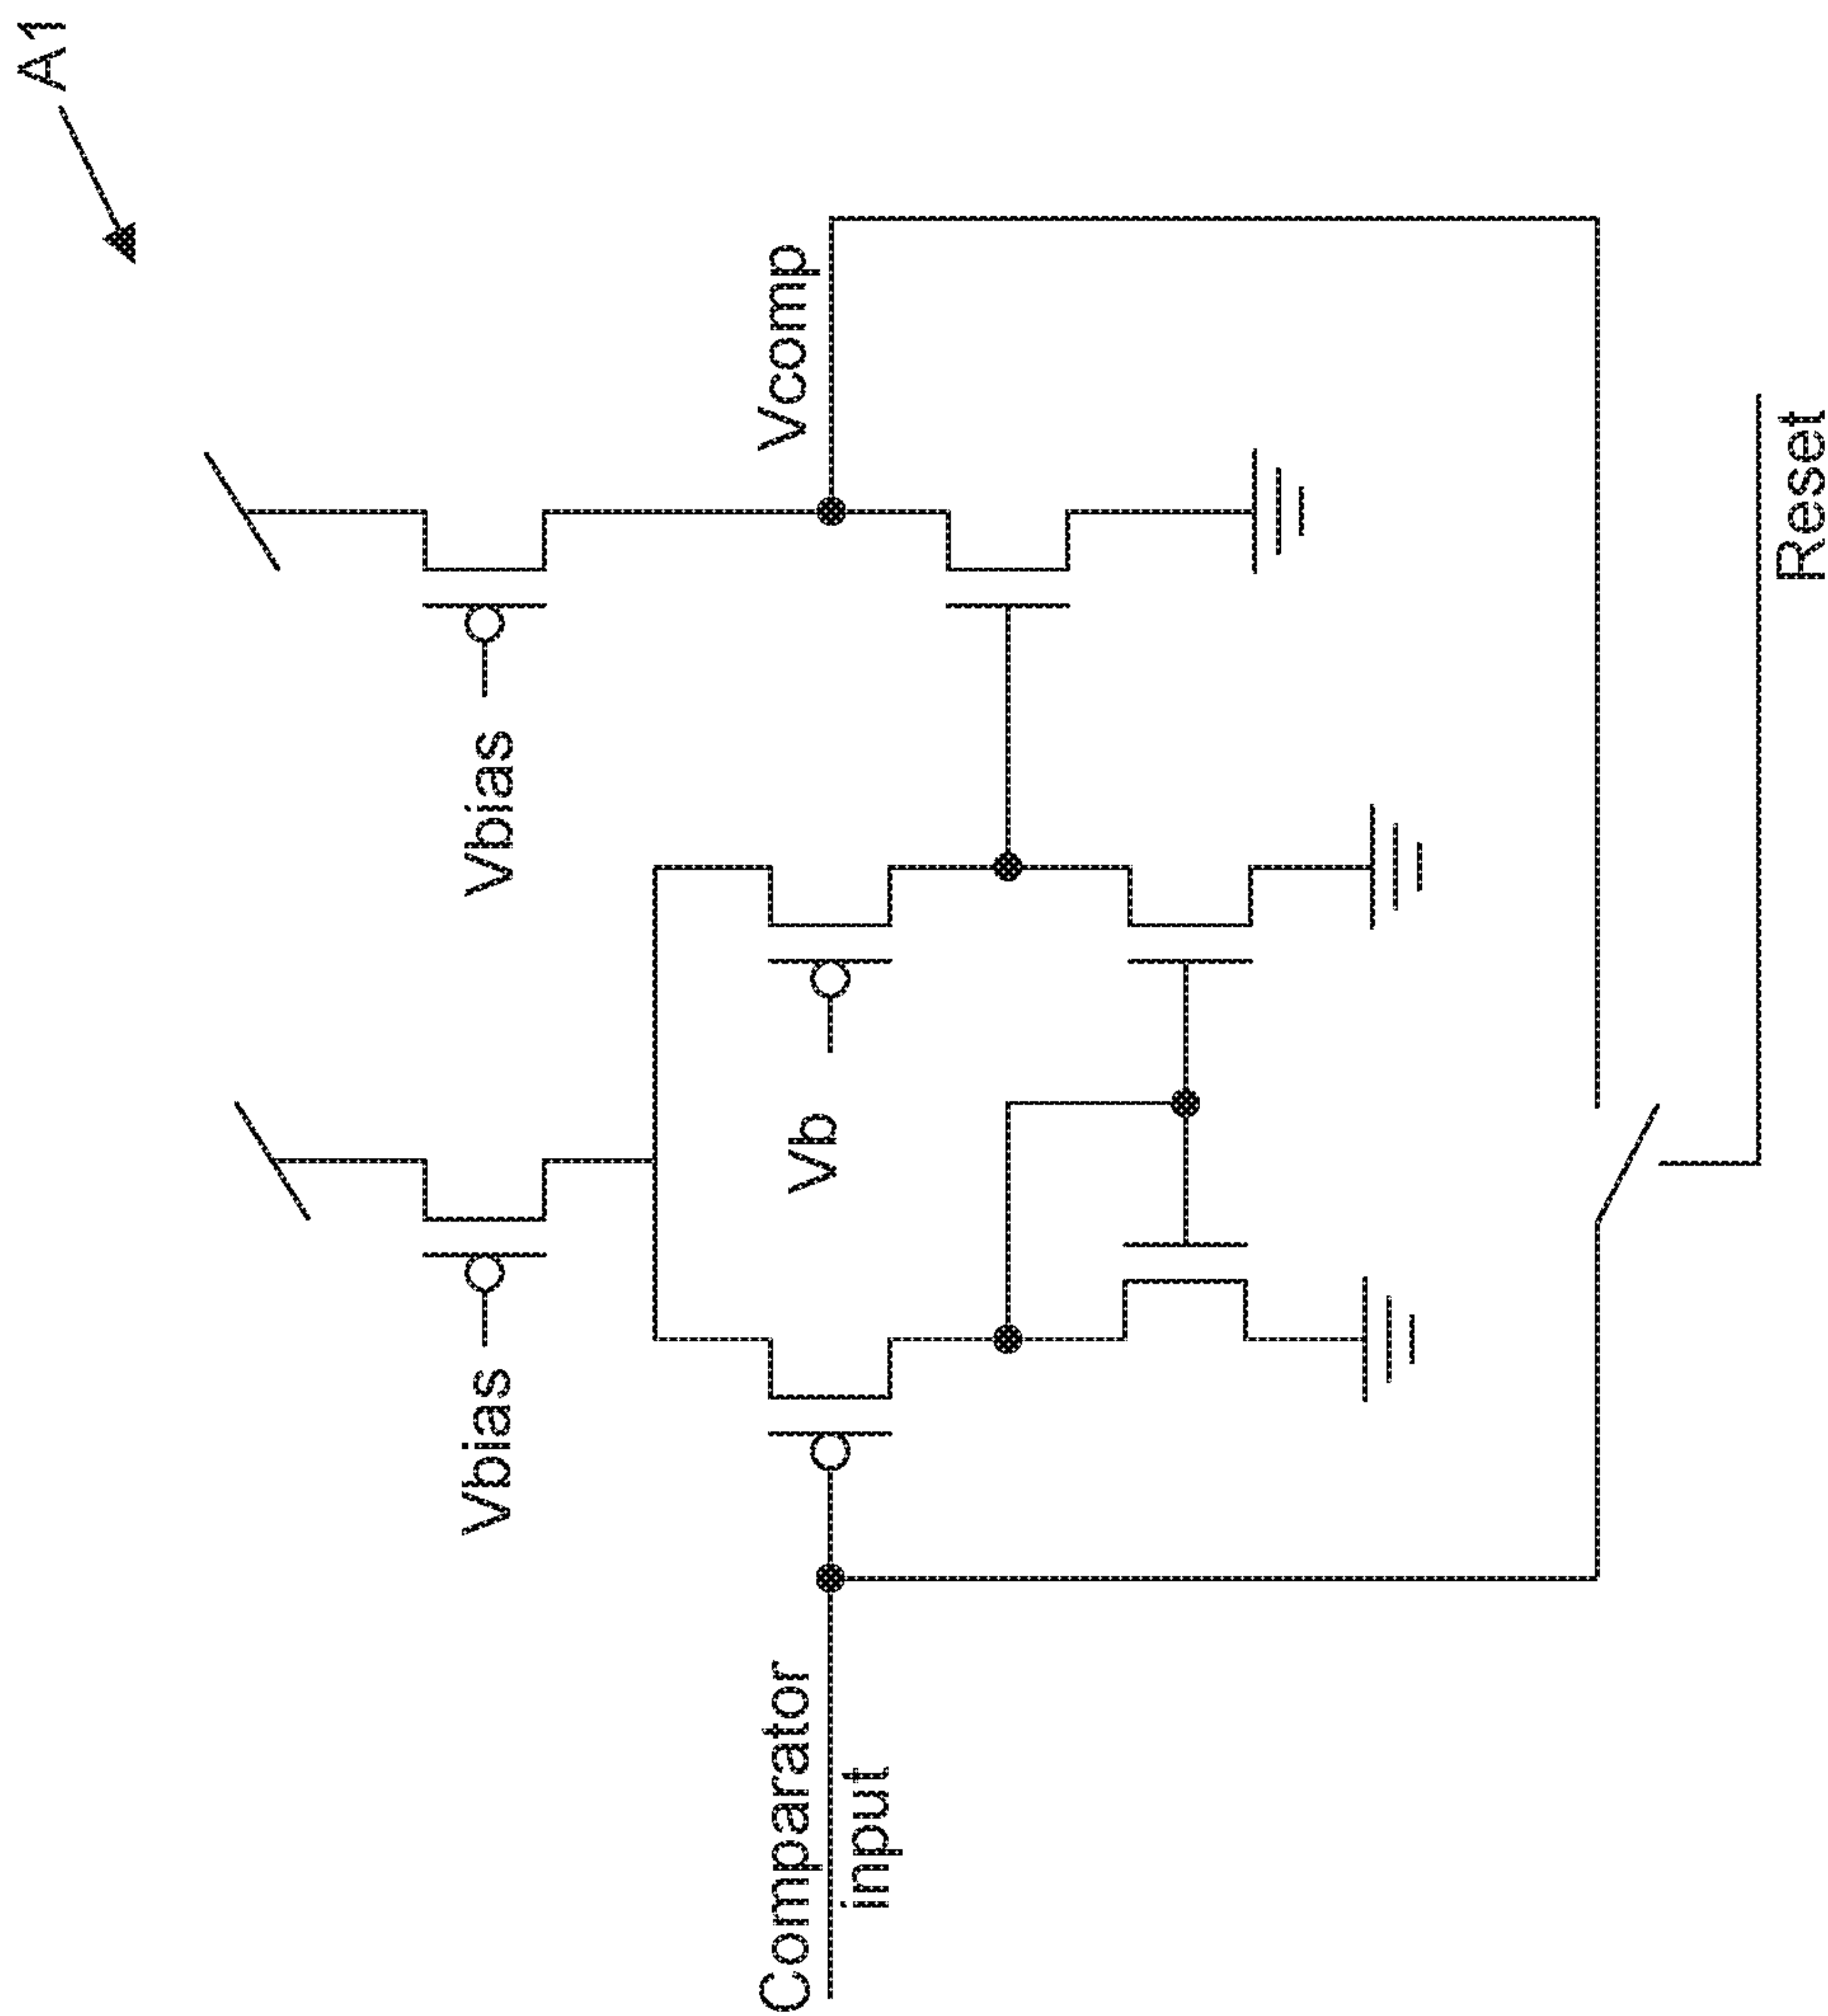 A1
Vbias
Vbias
Vcomp
Vb
Comparator
input
Reset